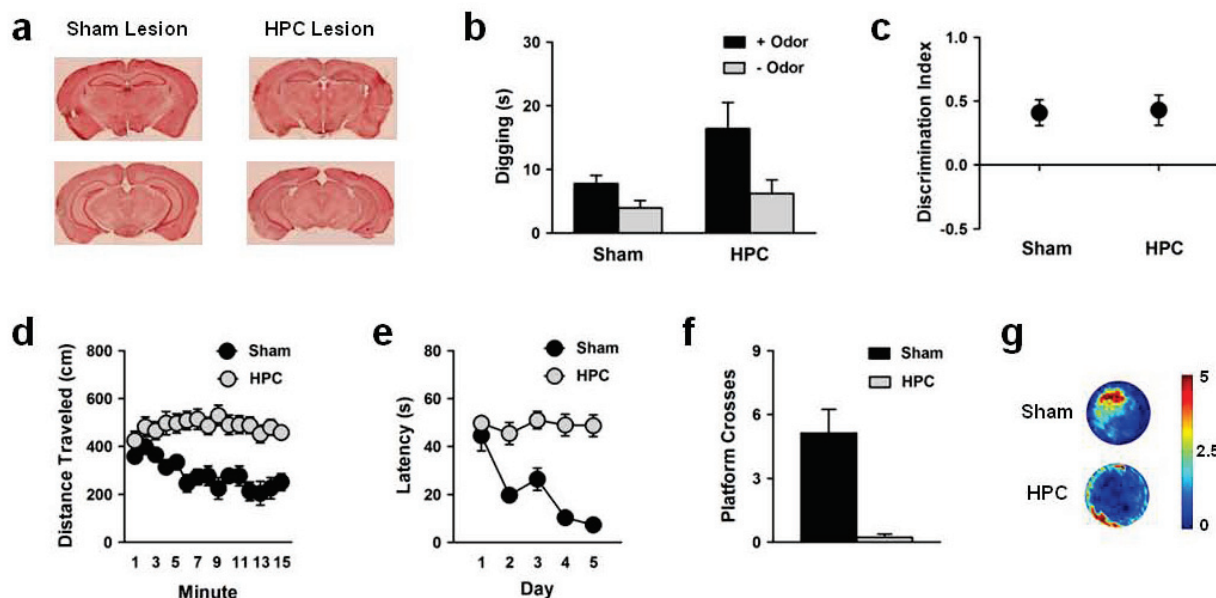 a
Sham Lesion HPC Lesion
b
Digging (s)
30
20
10
0
+ Odor
- Odor
Sham HPC
c
Discrimination Index
1.0
0.5
0.0
-0.5
Sham HPC
d
Distance Traveled (cm)
800
600
400
200
0
Sham
HPC
1 3 5 7 9 11 13 15
Minute
e
Latency (s)
80
60
40
20
0
Sham
HPC
1 2 3 4 5
Day
f
Platform Crosses
9
6
3
0
Sham
HPC
g
Sham
HPC
5
2.5
0